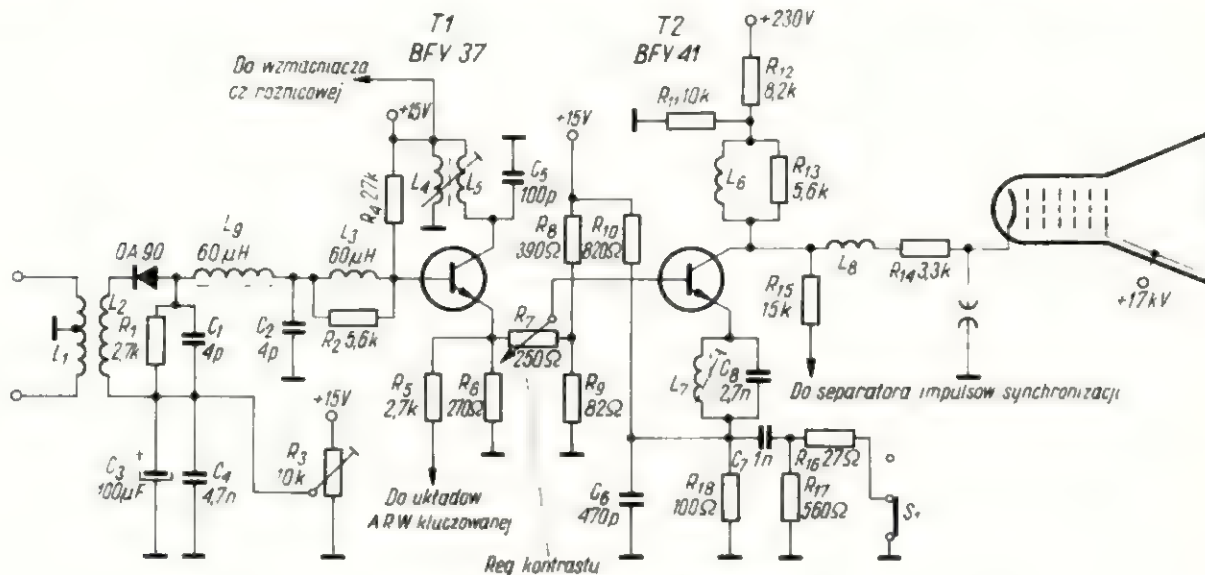 T1
BFY 37
T2
BFY 41
+230V
Do wzmacniacza
cz roznicowej
R12
8,2k
R11 10k
+15V
+15V
L4
L5
C5
100p
R4 27k
L6
R13
5,6k
L9
60μH
L3
60μH
R8
390Ω
R10
820Ω
OA 90
L8
R14 3,3k
+17kV
L1
L2
R1
2,7k
C1
4p
C2
4p
R2 5,6k
R7
250Ω
R15
15k
R5
2,7k
R6
270Ω
R9
82Ω
L7
C8
2,7n
Do separatora impulsow synchronizacji
+15V
C3
+
100μF
C4
4,7n
R3
10k
C7 1n
R16 27Ω
Do układow
ARW kluczowanej
C6
470p
R18
100Ω
R17
560Ω
S1
Reg kontrastu